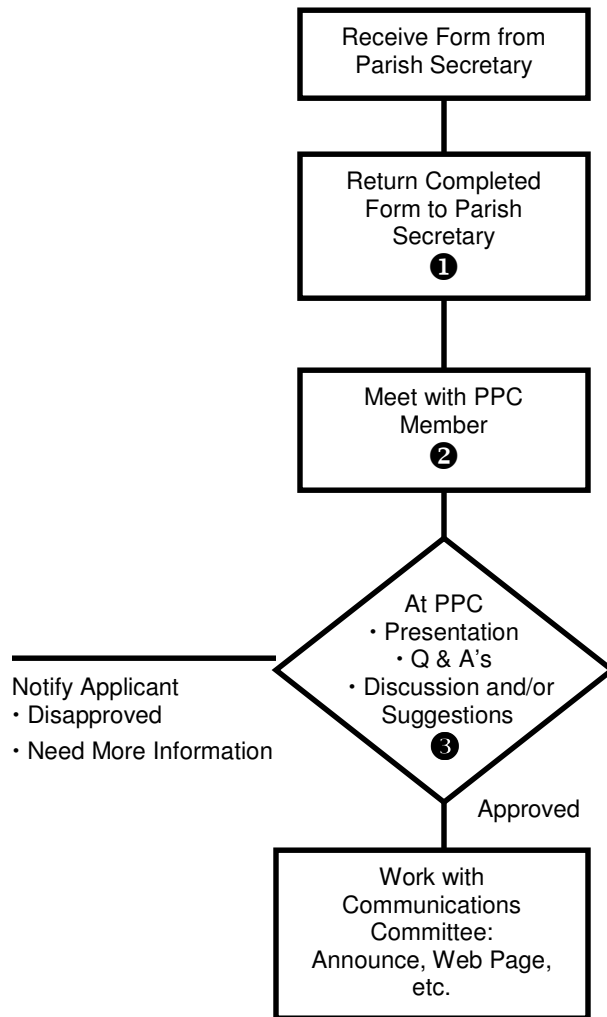 Receive Form from
Parish Secretary
Return Completed
Form to Parish
Secretary
❶
Meet with PPC
Member
❷
At PPC
· Presentation
· Q & A's
· Discussion and/or
Suggestions
❸
Notify Applicant
· Disapproved
· Need More Information
Approved
Work with
Communications
Committee:
Announce, Web Page,
etc.